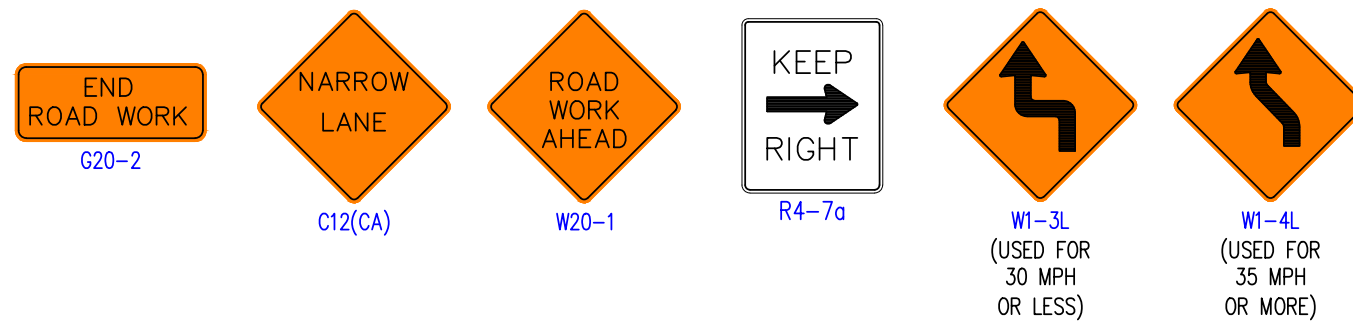 END
ROAD WORK
G20-2
NARROW
LANE
C12(CA)
ROAD
WORK
AHEAD
W20-1
KEEP
RIGHT
R4-7a
W1-3L
(USED FOR
30 MPH
OR LESS)
W1-4L
(USED FOR
35 MPH
OR MORE)